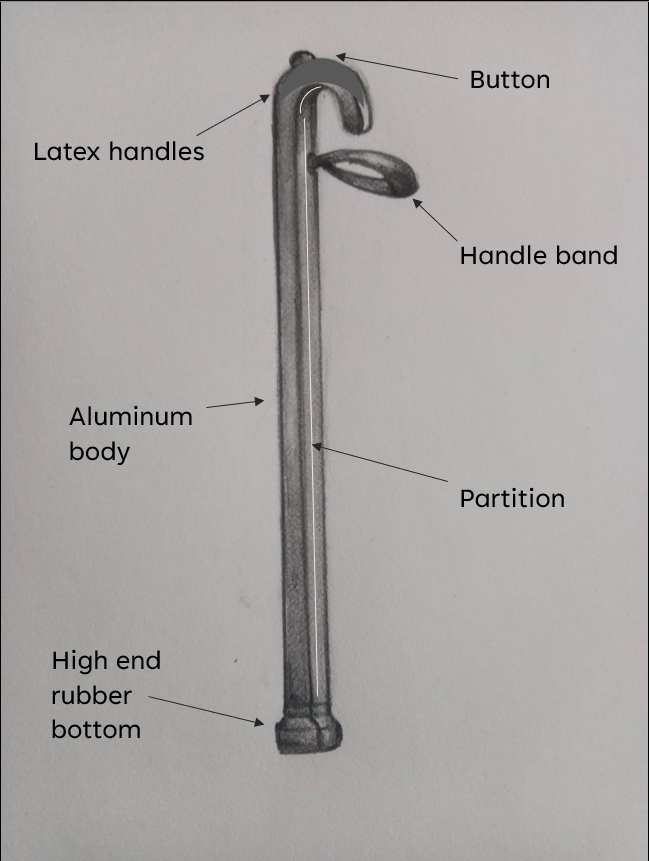 Button
Latex handles
Handle band
Aluminum
body
Partition
High end
rubber
bottom